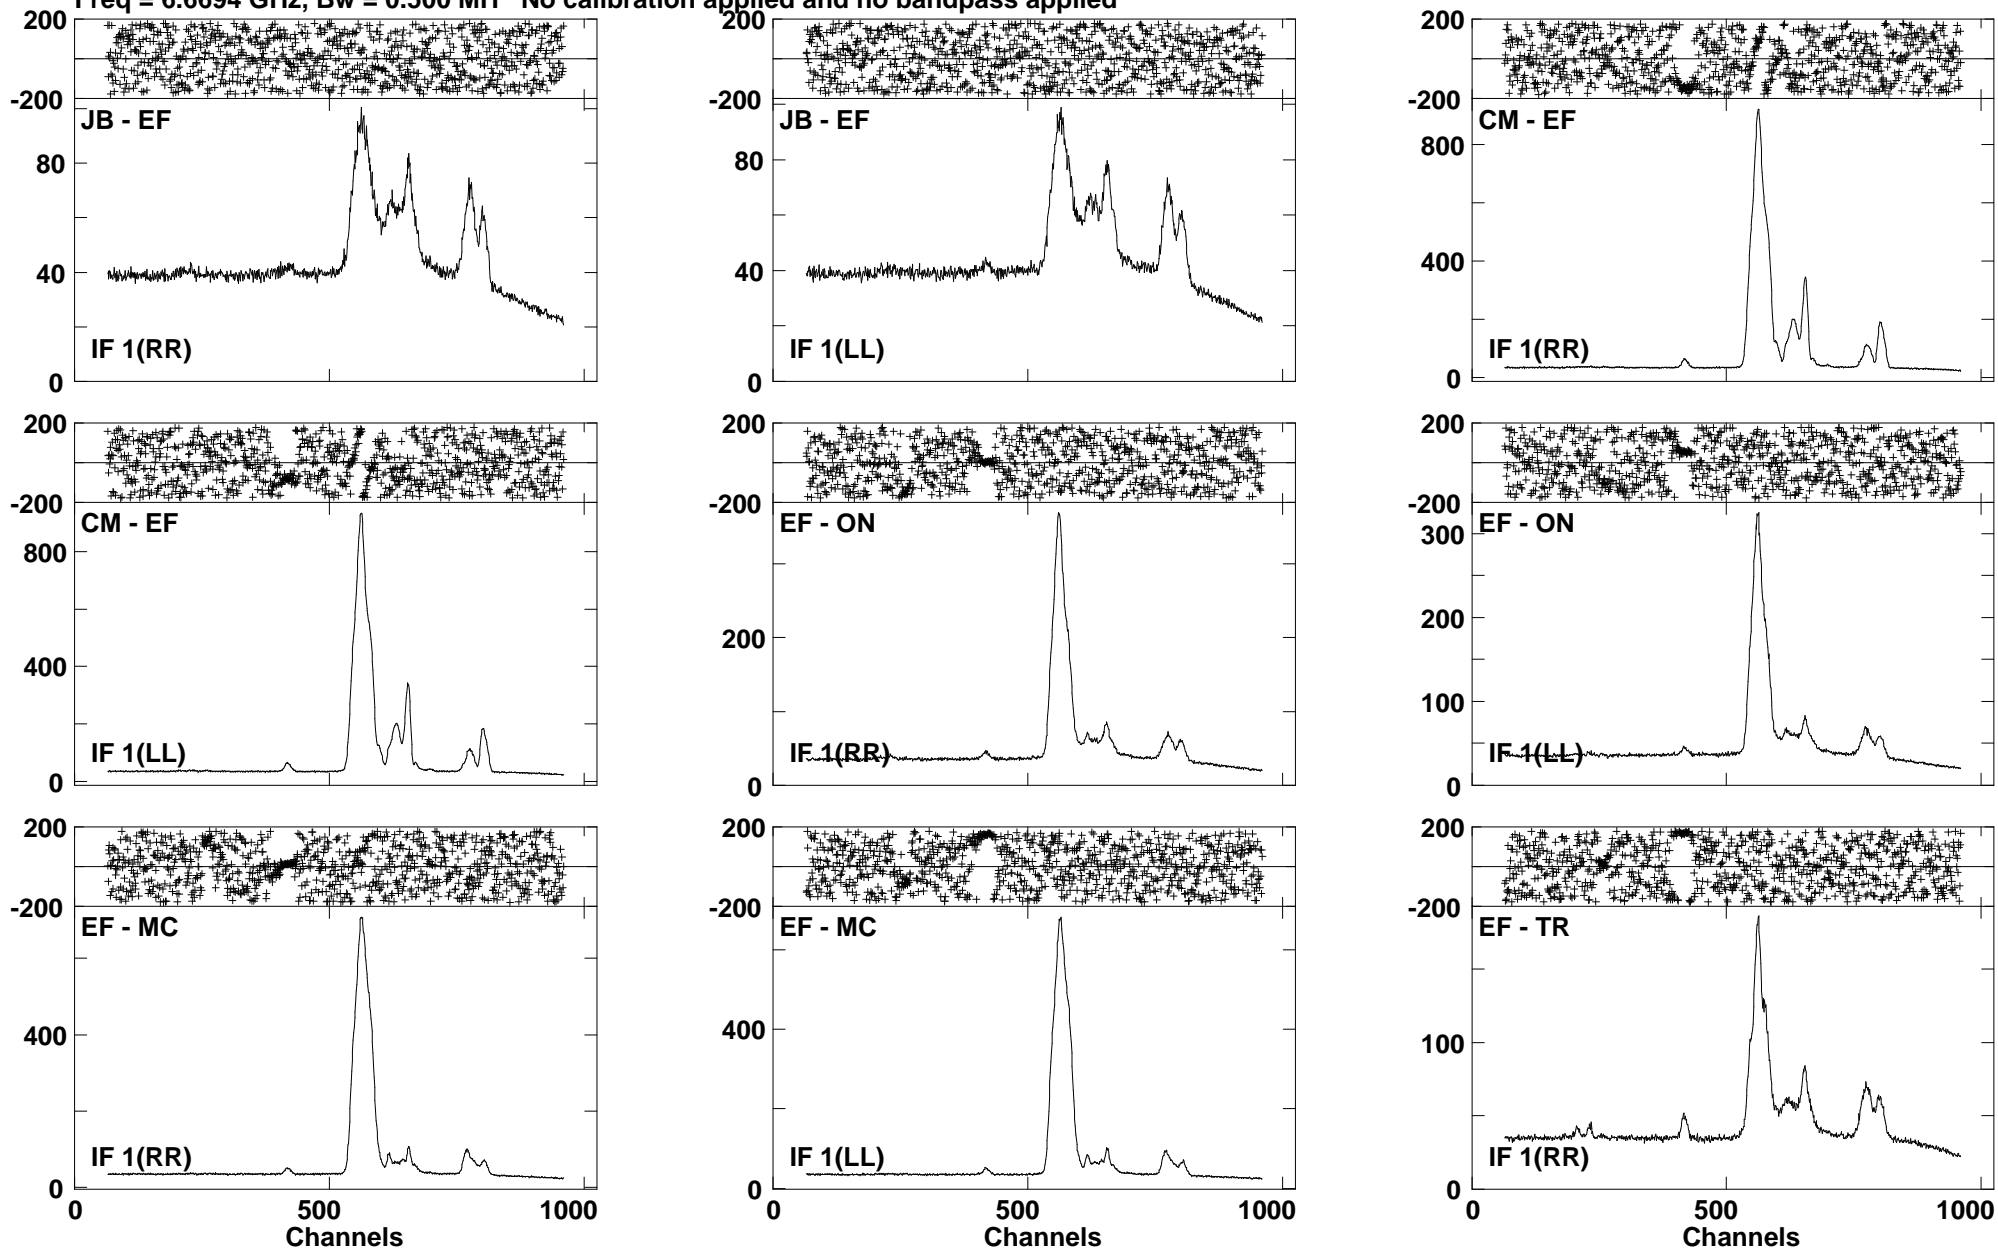 Freq = 6.6694 GHz, Bw = 0.500 MH No calibration applied and no bandpass applied
200
-200
JB - EF
80
40
0
IF 1(RR)
200
-200
JB - EF
80
40
0
IF 1(LL)
200
-200
CM - EF
800
400
0
IF 1(RR)
200
-200
CM - EF
800
400
0
IF 1(LL)
200
-200
EF - ON
200
0
IF 1(RR)
200
-200
EF - ON
300
200
100
0
IF 1(LL)
200
-200
EF - MC
400
0
IF 1(RR)
0 500 1000
Channels
200
-200
EF - MC
400
0
IF 1(LL)
0 500 1000
Channels
200
-200
EF - TR
100
0
IF 1(RR)
0 500 1000
Channels